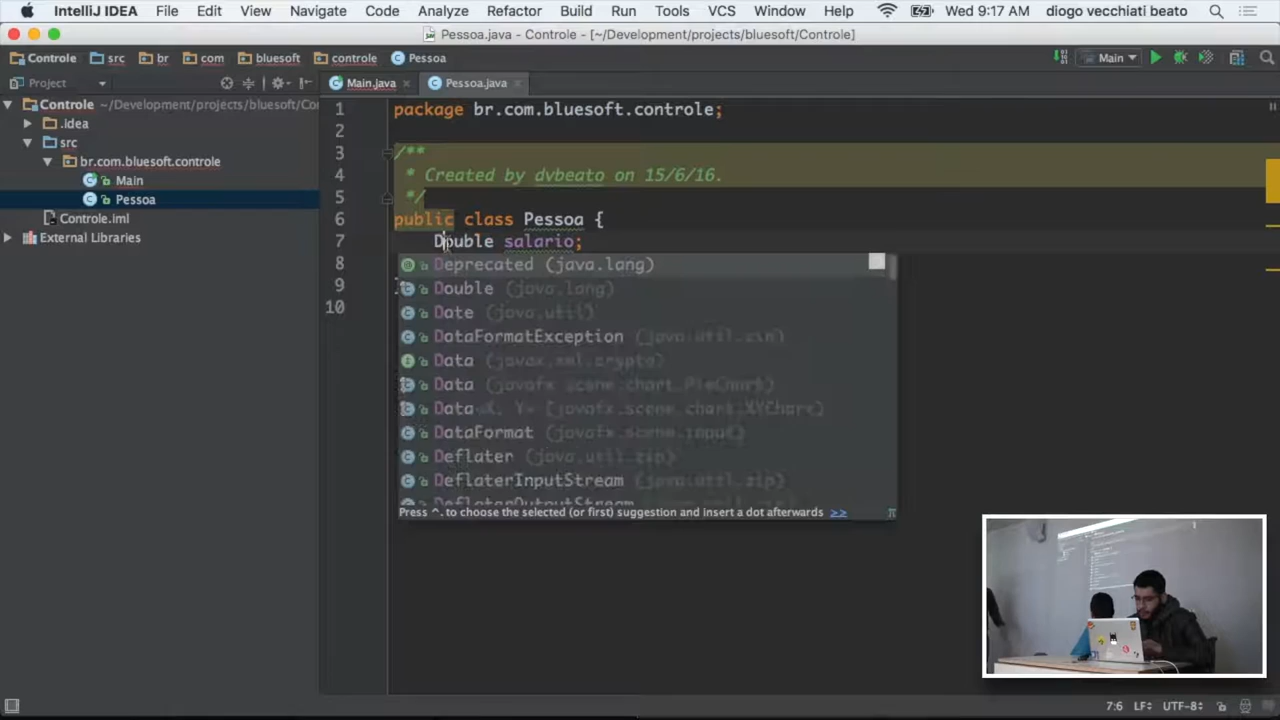 IntelliJ IDEA File Edit View Navigate Code Analyze Refactor Build Run Tools VCS Window Help Wed 9:17 AM diogo vecchiati beato
Pessoa.java - Controle - [~/Development/projects/bluesoft/Controle]
Controle src br com bluesoft controle Pessoa Main
Project Main.java Pessoa.java
Controle ~/Development/projects/bluesoft/Co
.idea
src
br.com.bluesoft.controle
Main
Pessoa
Controle.iml
External Libraries
1 package br.com.bluesoft.controle;
2
3 /**
4 * Created by dvbeato on 15/6/16.
5 */
6 public class Pessoa {
7 Double salario;
8
9 }
10
Deprecated (java.lang)
Double (java.lang)
Date (java.util)
DataFormatException (java.util.zip)
Data (javax.xml.crypto)
Data (javafx.scene.chart.PieChart)
Data<X, Y> (javafx.scene.chart.XYChart)
DataFormat (javafx.scene.input)
Deflater (java.util.zip)
DeflaterInputStream (java.util.zip)
DeflaterOutputStream
Press ^. to choose the selected (or first) suggestion and insert a dot afterwards >> π
7:6 LF÷ UTF-8÷